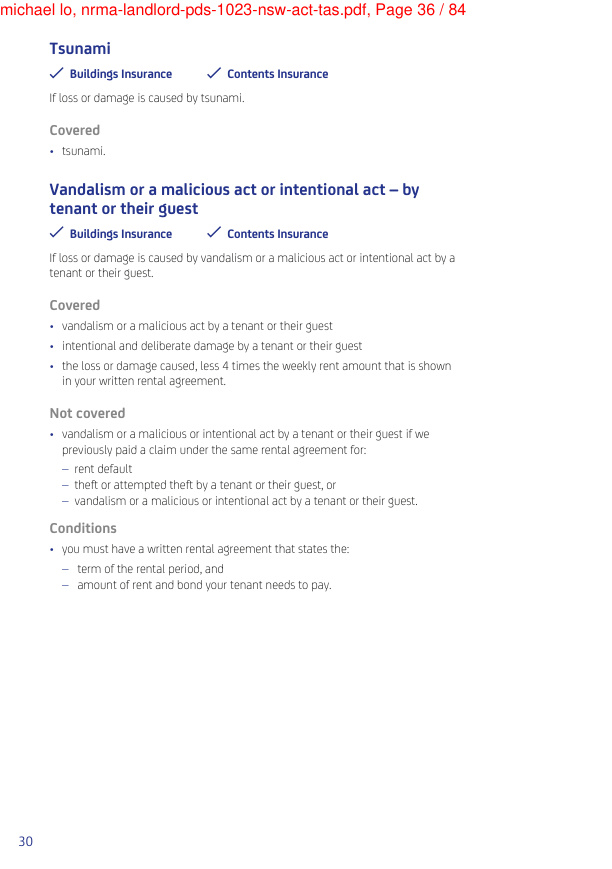 michael lo, nrma-landlord-pds-1023-nsw-act-tas.pdf, Page 36 / 84
Tsunami
✓ Buildings Insurance ✓ Contents Insurance
If loss or damage is caused by tsunami.
Covered
• tsunami.
Vandalism or a malicious act or intentional act – by
tenant or their guest
✓ Buildings Insurance ✓ Contents Insurance
If loss or damage is caused by vandalism or a malicious act or intentional act by a
tenant or their guest.
Covered
• vandalism or a malicious act by a tenant or their guest
• intentional and deliberate damage by a tenant or their guest
• the loss or damage caused, less 4 times the weekly rent amount that is shown
in your written rental agreement.
Not covered
• vandalism or a malicious or intentional act by a tenant or their guest if we
previously paid a claim under the same rental agreement for:
– rent default
– theft or attempted theft by a tenant or their guest, or
– vandalism or a malicious or intentional act by a tenant or their guest.
Conditions
• you must have a written rental agreement that states the:
– term of the rental period, and
– amount of rent and bond your tenant needs to pay.
30